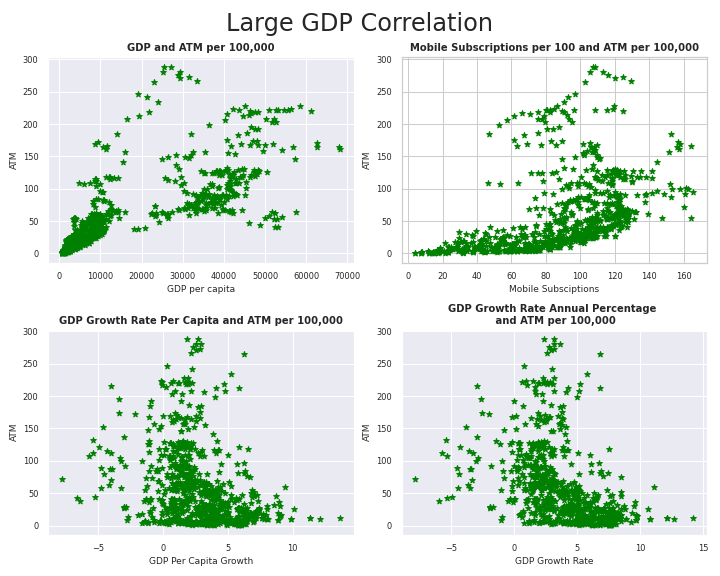 Large GDP Correlation
GDP and ATM per 100,000
300
250
200
150
100
50
0
ATM
0 10000 20000 30000 40000 50000 60000 70000
GDP per capita
Mobile Subscriptions per 100 and ATM per 100,000
300
250
200
150
100
50
0
ATM
0 20 40 60 80 100 120 140 160
Mobile Subsciptions
GDP Growth Rate Per Capita and ATM per 100,000
300
250
200
150
100
50
0
ATM
−5 0 5 10
GDP Per Capita Growth
GDP Growth Rate Annual Percentage
and ATM per 100,000
300
250
200
150
100
50
0
ATM
−5 0 5 10 15
GDP Growth Rate